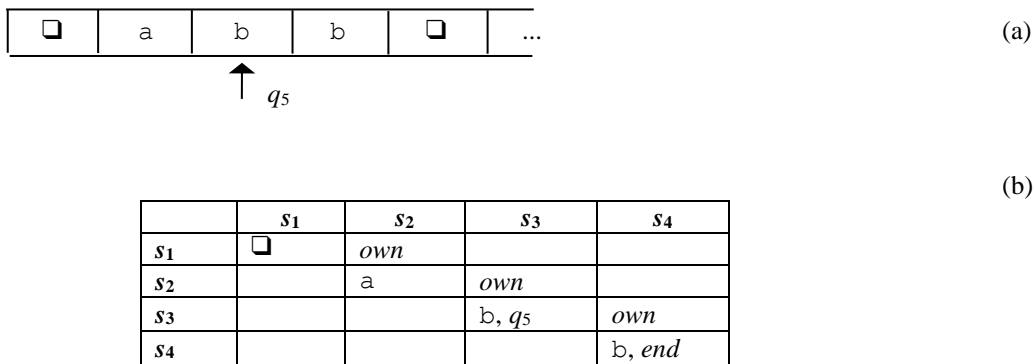 ❑ a b b ❑ ... (a)
q5
(b)
s1 s2 s3 s4
s1 ❑ own
s2 a own
s3 b, q5 own
s4 b, end